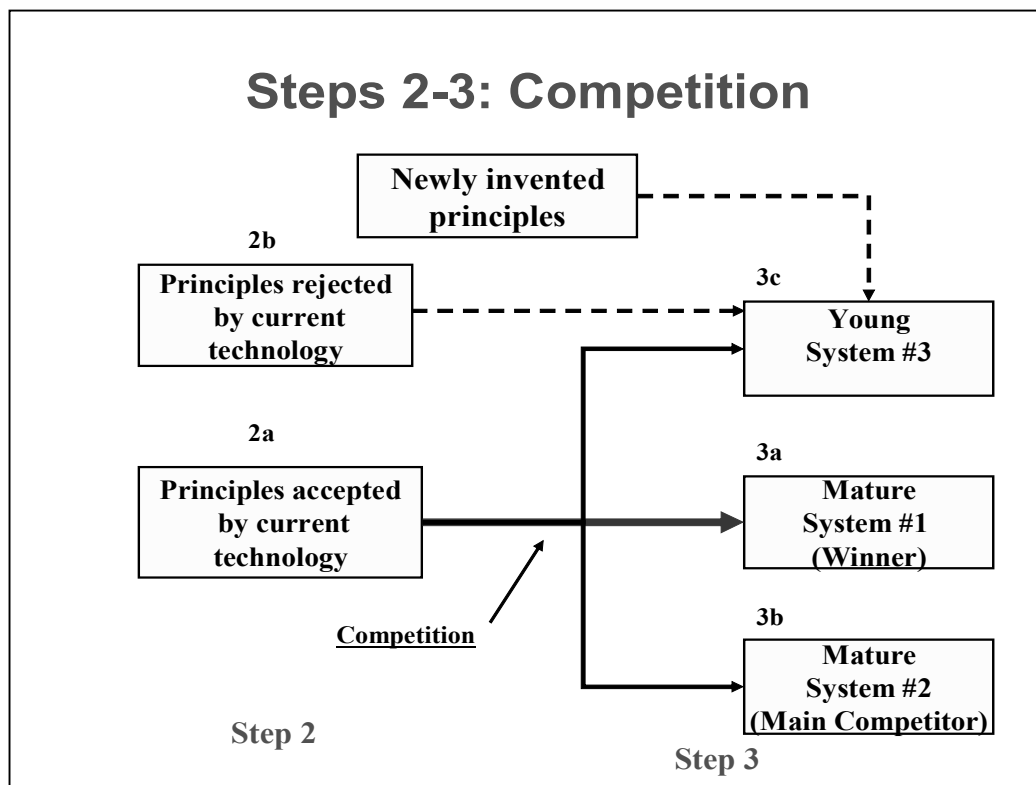 Steps 2-3: Competition
Newly invented
principles
2b
Principles rejected
by current
technology
3c
Young
System #3
2a
Principles accepted
by current
technology
3a
Mature
System #1
(Winner)
Competition
3b
Mature
System #2
(Main Competitor)
Step 2
Step 3